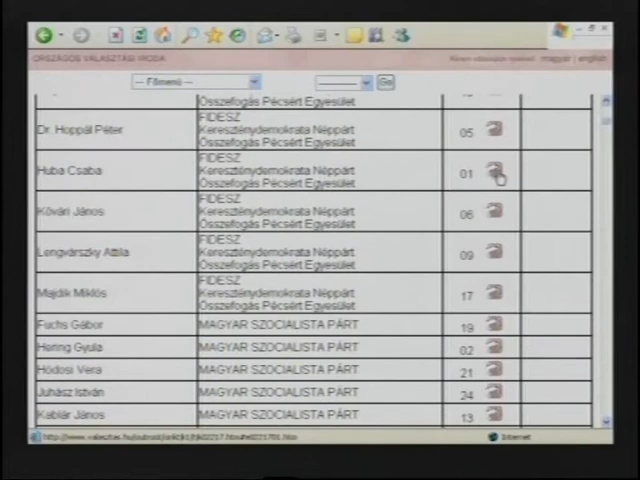 ORSZÁGOS VÁLASZTÁSI IRODA
magyar | english
--- Főmenü ---
Go
Összefogás Pécsért Egyesület
Dr. Hoppál Péter
FIDESZ
Kereszténydemokrata Néppárt
Összefogás Pécsért Egyesület
05
Huba Csaba
FIDESZ
Kereszténydemokrata Néppárt
Összefogás Pécsért Egyesület
01
Kővári János
FIDESZ
Kereszténydemokrata Néppárt
Összefogás Pécsért Egyesület
06
Lengvárszky Attila
FIDESZ
Kereszténydemokrata Néppárt
Összefogás Pécsért Egyesület
09
Majdik Miklós
FIDESZ
Kereszténydemokrata Néppárt
Összefogás Pécsért Egyesület
17
Fuchs Gábor MAGYAR SZOCIALISTA PÁRT 19
Hering Gyula MAGYAR SZOCIALISTA PÁRT 02
Hódosi Vera MAGYAR SZOCIALISTA PÁRT 21
Juhász István MAGYAR SZOCIALISTA PÁRT 24
Kablár János MAGYAR SZOCIALISTA PÁRT 13
Internet